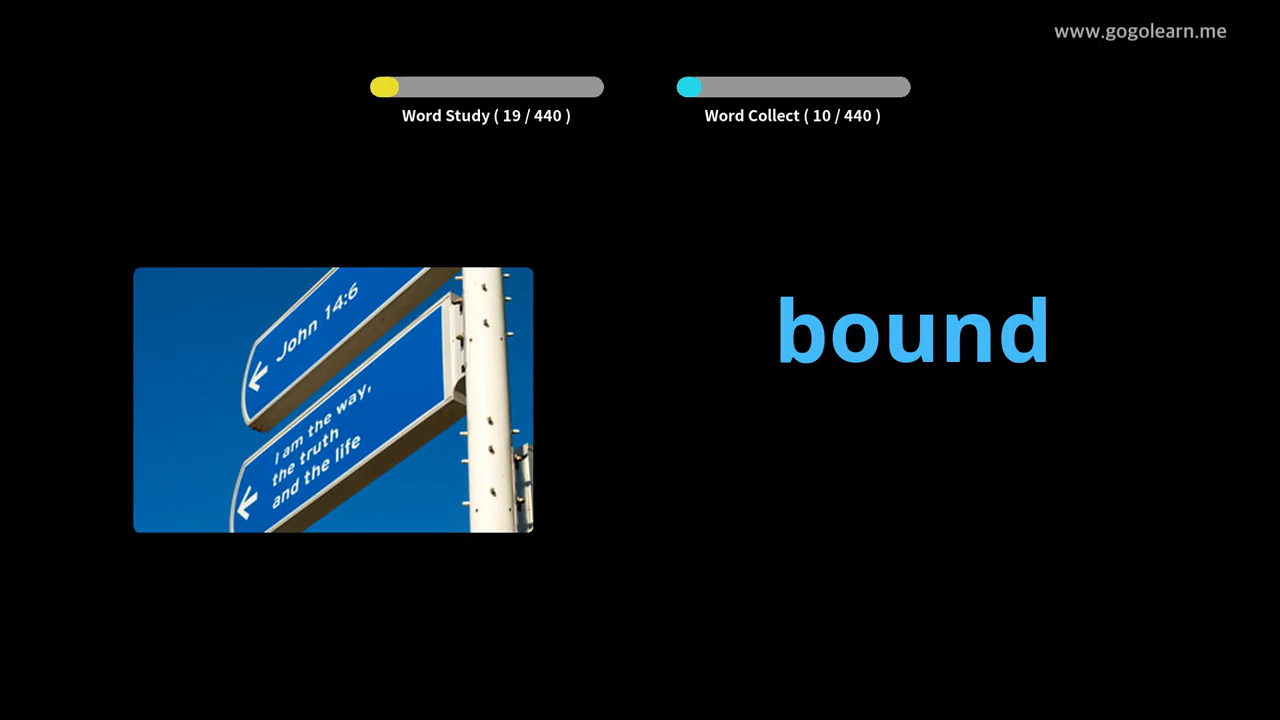 www.gogolearn.me
Word Study ( 19 / 440 )
Word Collect ( 10 / 440 )
John 14:6
I am the way,
the truth
and the life
bound